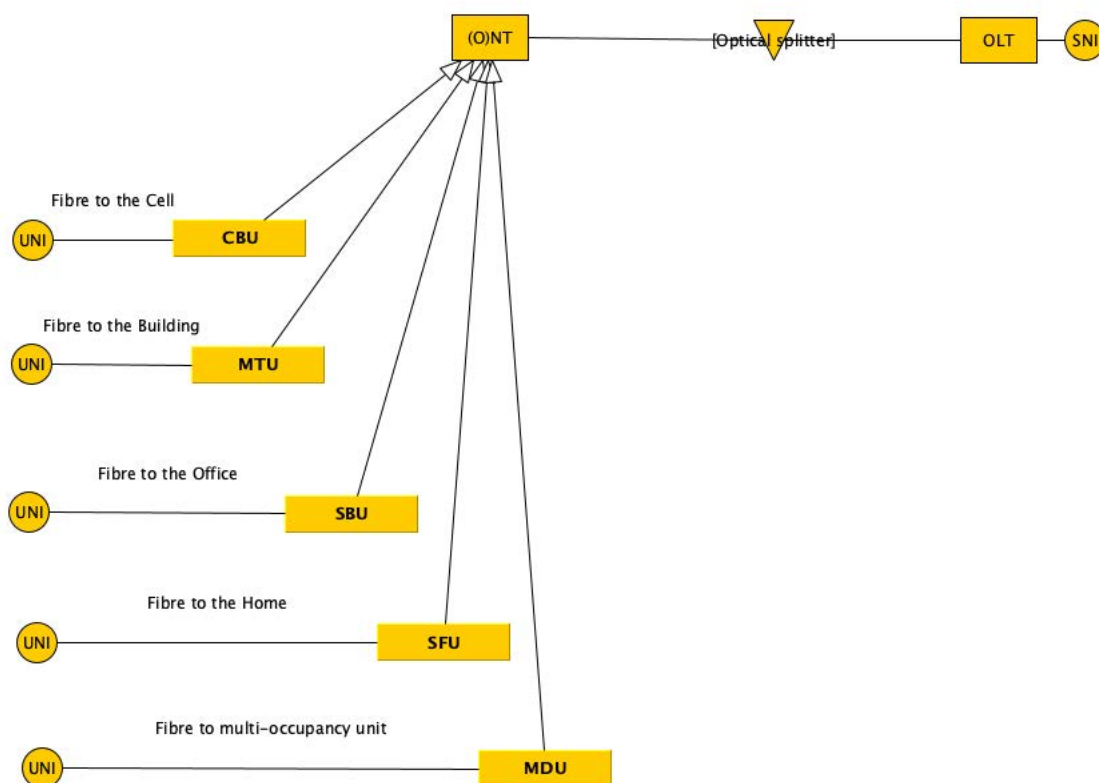 (O)NT
[Optical splitter]
OLT
SNI
Fibre to the Cell
UNI
CBU
Fibre to the Building
UNI
MTU
Fibre to the Office
UNI
SBU
Fibre to the Home
UNI
SFU
Fibre to multi-occupancy unit
UNI
MDU